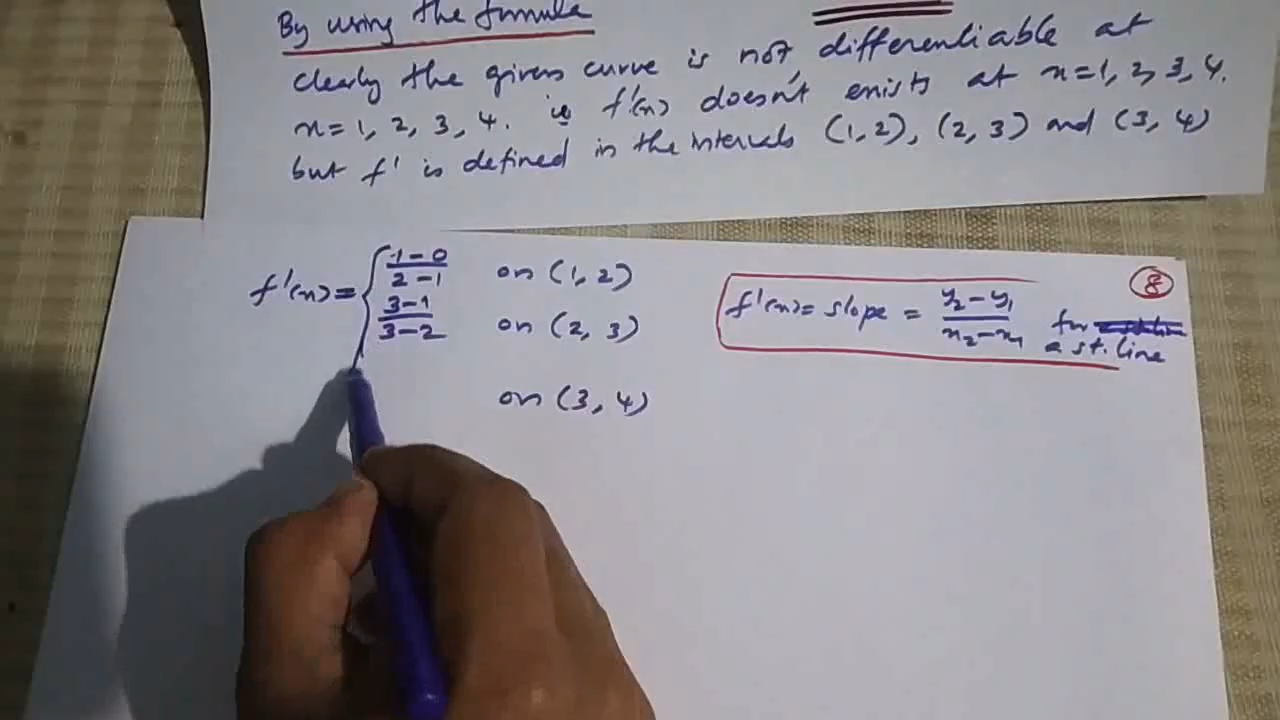 By using the formula
clearly the given curve is not differentiable at
x = 1, 2, 3, 4. ie f'(x) doesn't exists at x = 1, 2, 3, 4.
but f' is defined in the intervals (1, 2), (2, 3) and (3, 4)
f'(x) = { 1-0/2-1 on (1, 2)
3-1/3-2 on (2, 3)
on (3, 4)
f'(x) = slope = y₂-y₁/x₂-x₁ for
a st. line
8